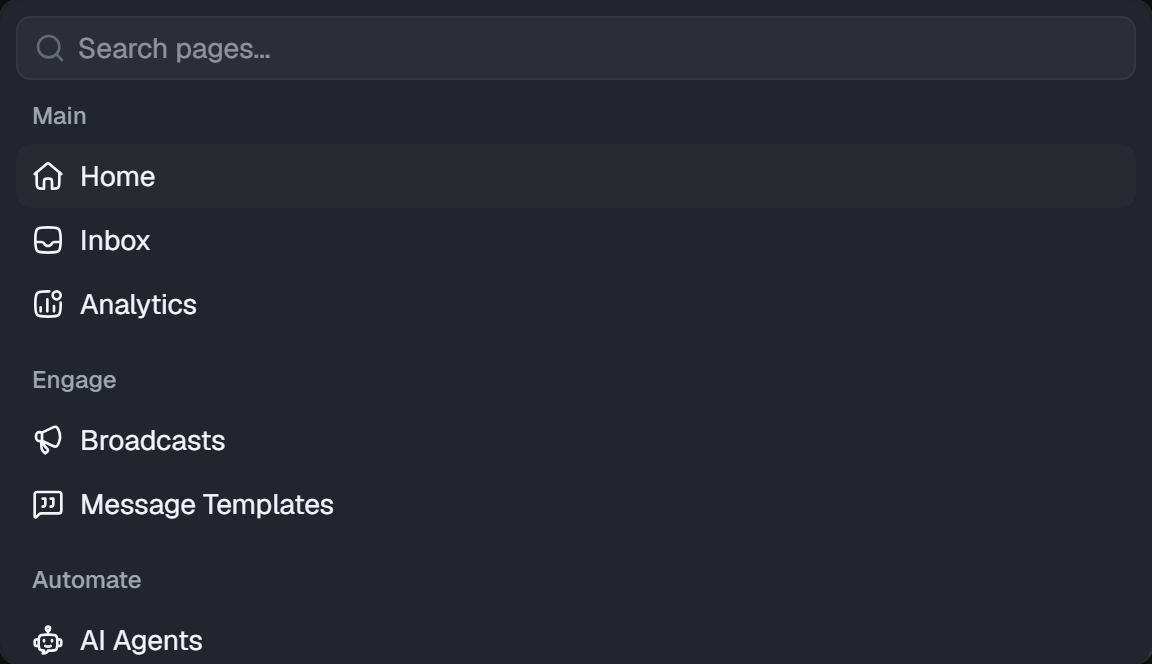 Search pages...
Main
Home
Inbox
Analytics
Engage
Broadcasts
Message Templates
Automate
AI Agents